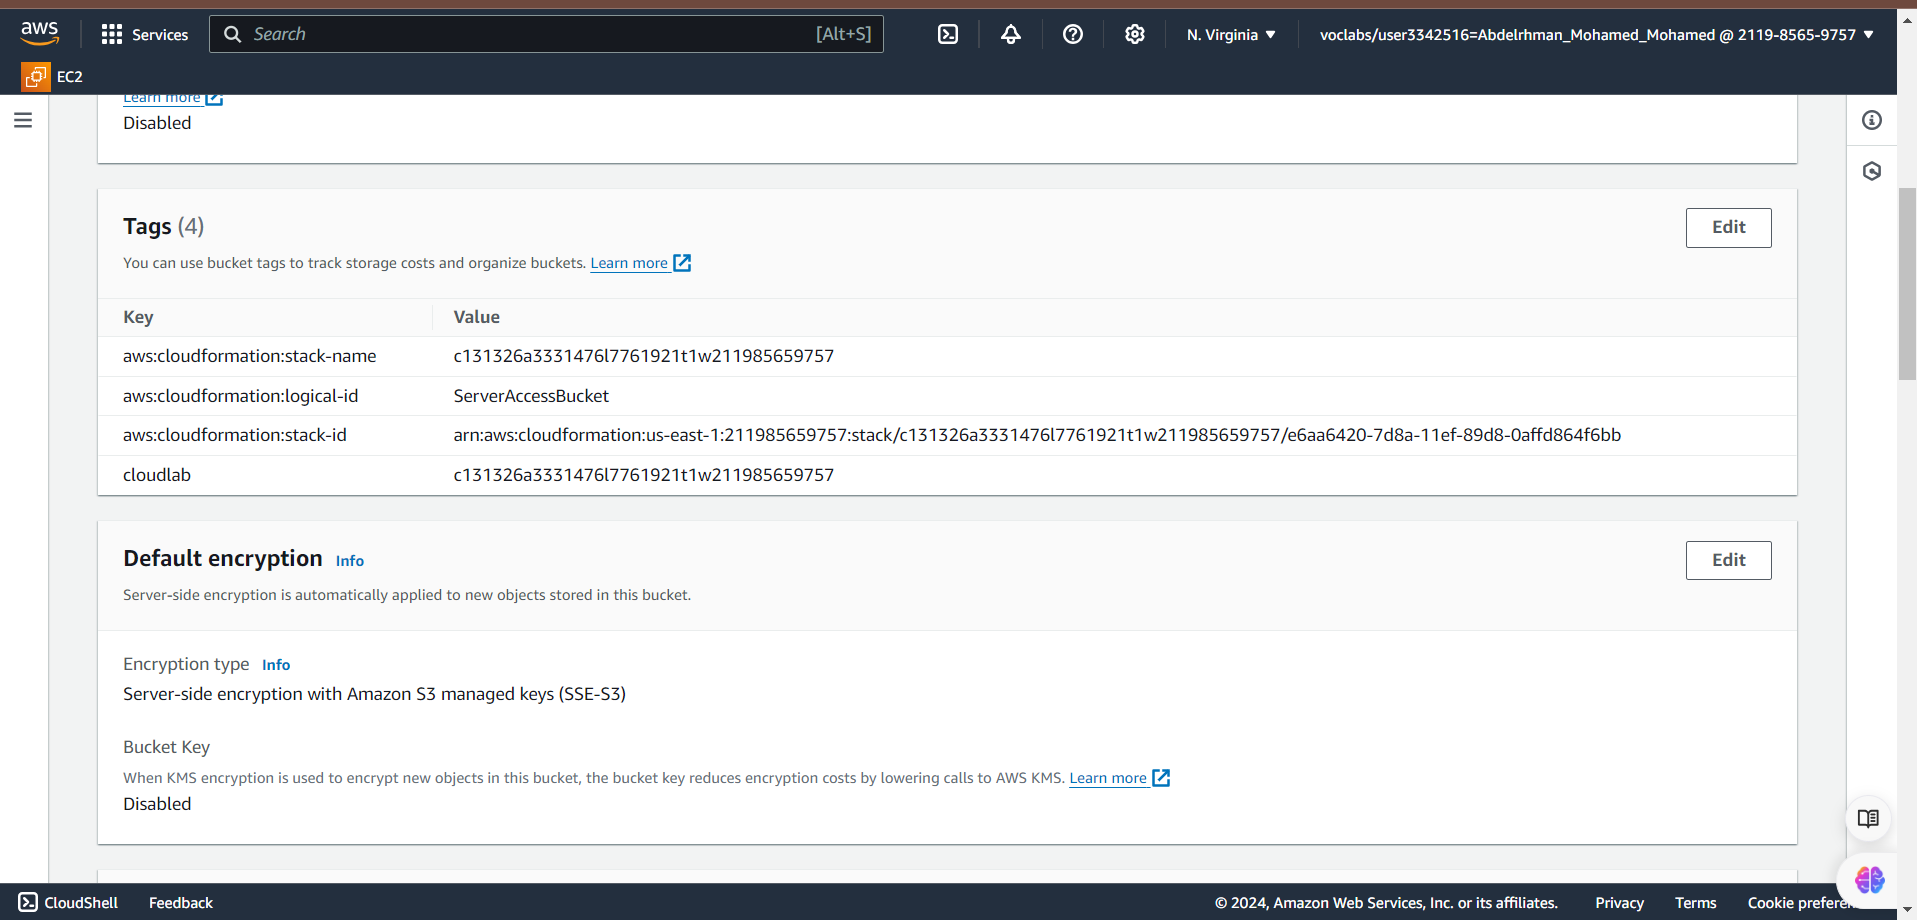 aws
Services
Search
[Alt+S]
N. Virginia
voclabs/user3342516=Abdelrhman_Mohamed_Mohamed @ 2119-8565-9757
EC2
Learn more
Disabled
Tags (4)
Edit
You can use bucket tags to track storage costs and organize buckets. Learn more
Key Value
aws:cloudformation:stack-name c131326a3331476l7761921t1w211985659757
aws:cloudformation:logical-id ServerAccessBucket
aws:cloudformation:stack-id arn:aws:cloudformation:us-east-1:211985659757:stack/c131326a3331476l7761921t1w211985659757/e6aa6420-7d8a-11ef-89d8-0affd864f6bb
cloudlab c131326a3331476l7761921t1w211985659757
Default encryption Info
Edit
Server-side encryption is automatically applied to new objects stored in this bucket.
Encryption type Info
Server-side encryption with Amazon S3 managed keys (SSE-S3)
Bucket Key
When KMS encryption is used to encrypt new objects in this bucket, the bucket key reduces encryption costs by lowering calls to AWS KMS. Learn more
Disabled
CloudShell
Feedback
© 2024, Amazon Web Services, Inc. or its affiliates.
Privacy
Terms
Cookie